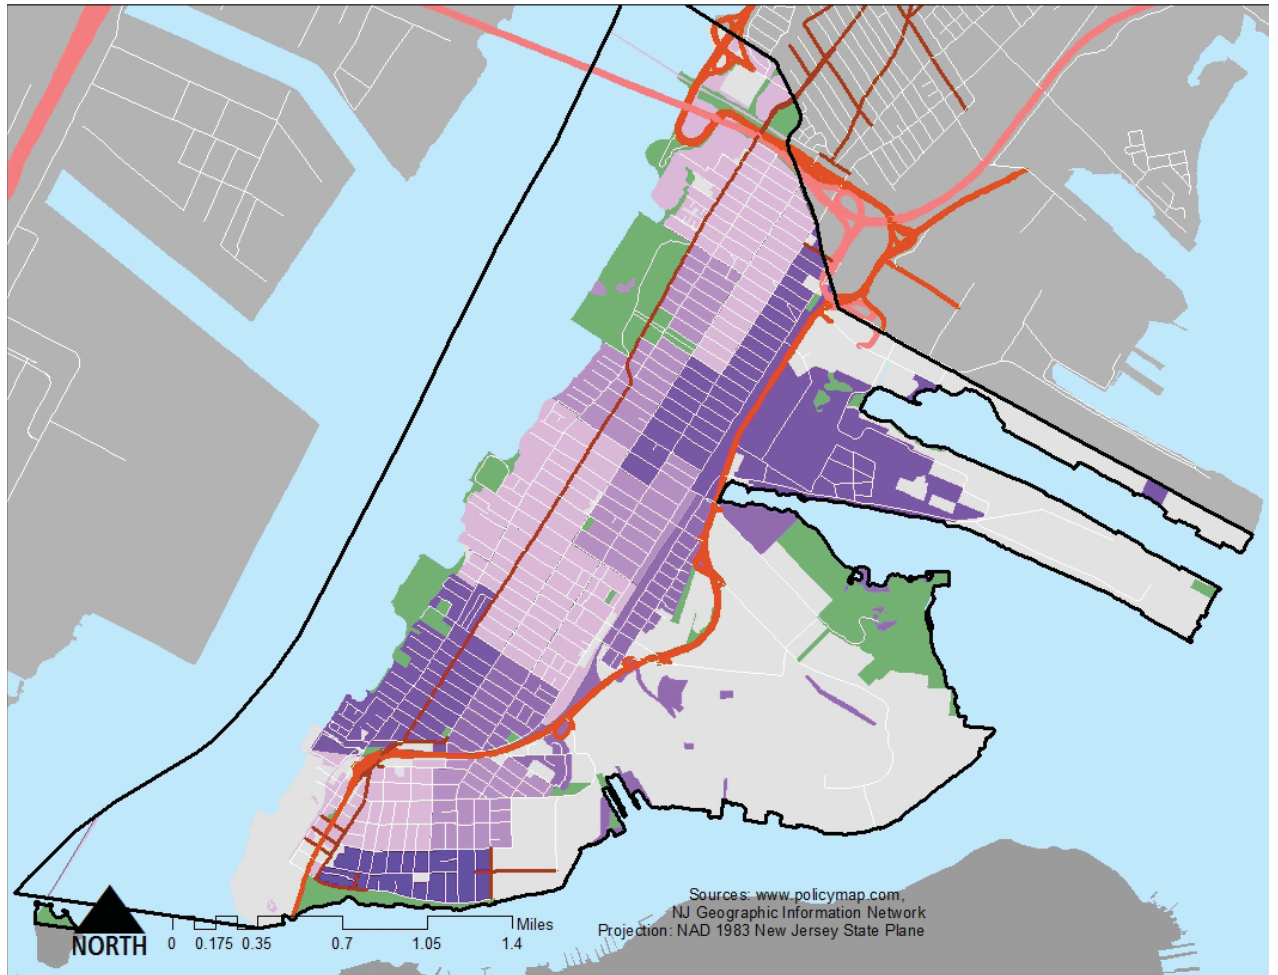 Sources: www.policymap.com,
NJ Geographic Information Network
Projection: NAD 1983 New Jersey State Plane
Miles
NORTH
0 0.175 0.35 0.7 1.05 1.4